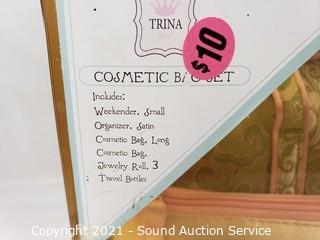 TRINA
$10
COSMETIC BAG SET
Includes:
Weekender, Small
Organizer, Satin
Cosmetic Bag, Long
Cosmetic Bag,
Jewelry Roll, 3
Travel Bottles
Copyright 2021 - Sound Auction Service